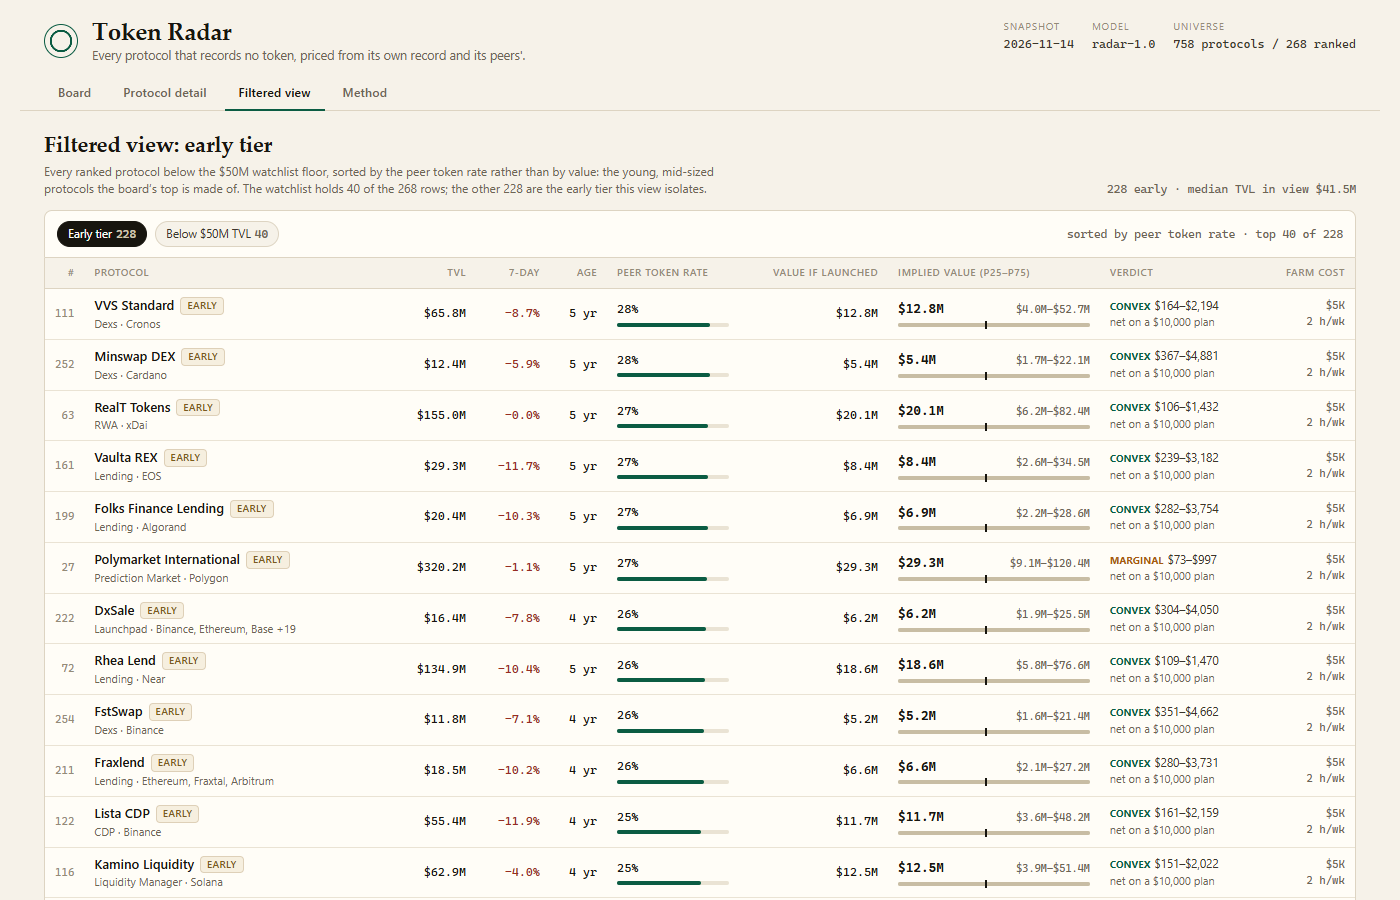 Token Radar
Every protocol that records no token, priced from its own record and its peers'.
SNAPSHOT MODEL UNIVERSE
2026-11-14 radar-1.0 758 protocols / 268 ranked
Board Protocol detail Filtered view Method
Filtered view: early tier
Every ranked protocol below the $50M watchlist floor, sorted by the peer token rate rather than by value: the young, mid-sized
protocols the board's top is made of. The watchlist holds 40 of the 268 rows; the other 228 are the early tier this view isolates.
228 early · median TVL in view $41.5M
Early tier 228 Below $50M TVL 40 sorted by peer token rate · top 40 of 228
# PROTOCOL TVL 7-DAY AGE PEER TOKEN RATE VALUE IF LAUNCHED IMPLIED VALUE (P25–P75) VERDICT FARM COST
111 VVS Standard EARLY $65.8M −8.7% 5 yr 28% $12.8M $12.8M $4.0M–$52.7M CONVEX $164–$2,194 $5K
Dexs · Cronos net on a $10,000 plan 2 h/wk
252 Minswap DEX EARLY $12.4M −5.9% 5 yr 28% $5.4M $5.4M $1.7M–$22.1M CONVEX $367–$4,881 $5K
Dexs · Cardano net on a $10,000 plan 2 h/wk
63 RealT Tokens EARLY $155.0M −0.0% 5 yr 27% $20.1M $20.1M $6.2M–$82.4M CONVEX $106–$1,432 $5K
RWA · xDai net on a $10,000 plan 2 h/wk
161 Vaulta REX EARLY $29.3M −11.7% 5 yr 27% $8.4M $8.4M $2.6M–$34.5M CONVEX $239–$3,182 $5K
Lending · EOS net on a $10,000 plan 2 h/wk
199 Folks Finance Lending EARLY $20.4M −10.3% 5 yr 27% $6.9M $6.9M $2.2M–$28.6M CONVEX $282–$3,754 $5K
Lending · Algorand net on a $10,000 plan 2 h/wk
27 Polymarket International EARLY $320.2M −1.1% 5 yr 27% $29.3M $29.3M $9.1M–$120.4M MARGINAL $73–$997 $5K
Prediction Market · Polygon net on a $10,000 plan 2 h/wk
222 DxSale EARLY $16.4M −7.8% 4 yr 26% $6.2M $6.2M $1.9M–$25.5M CONVEX $304–$4,050 $5K
Launchpad · Binance, Ethereum, Base +19 net on a $10,000 plan 2 h/wk
72 Rhea Lend EARLY $134.9M −10.4% 5 yr 26% $18.6M $18.6M $5.8M–$76.6M CONVEX $109–$1,470 $5K
Lending · Near net on a $10,000 plan 2 h/wk
254 FstSwap EARLY $11.8M −7.1% 4 yr 26% $5.2M $5.2M $1.6M–$21.4M CONVEX $351–$4,662 $5K
Dexs · Binance net on a $10,000 plan 2 h/wk
211 Fraxlend EARLY $18.5M −10.2% 4 yr 26% $6.6M $6.6M $2.1M–$27.2M CONVEX $280–$3,731 $5K
Lending · Ethereum, Fraxtal, Arbitrum net on a $10,000 plan 2 h/wk
122 Lista CDP EARLY $55.4M −11.9% 4 yr 25% $11.7M $11.7M $3.6M–$48.2M CONVEX $161–$2,159 $5K
CDP · Binance net on a $10,000 plan 2 h/wk
116 Kamino Liquidity EARLY $62.9M −4.0% 4 yr 25% $12.5M $12.5M $3.9M–$51.4M CONVEX $151–$2,022 $5K
Liquidity Manager · Solana net on a $10,000 plan 2 h/wk